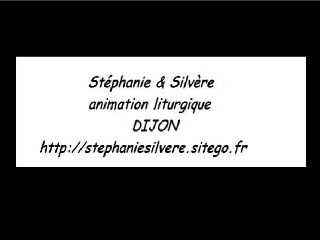 Stéphanie & Silvère
animation liturgique
DIJON
http://stephaniesilvere.sitego.fr